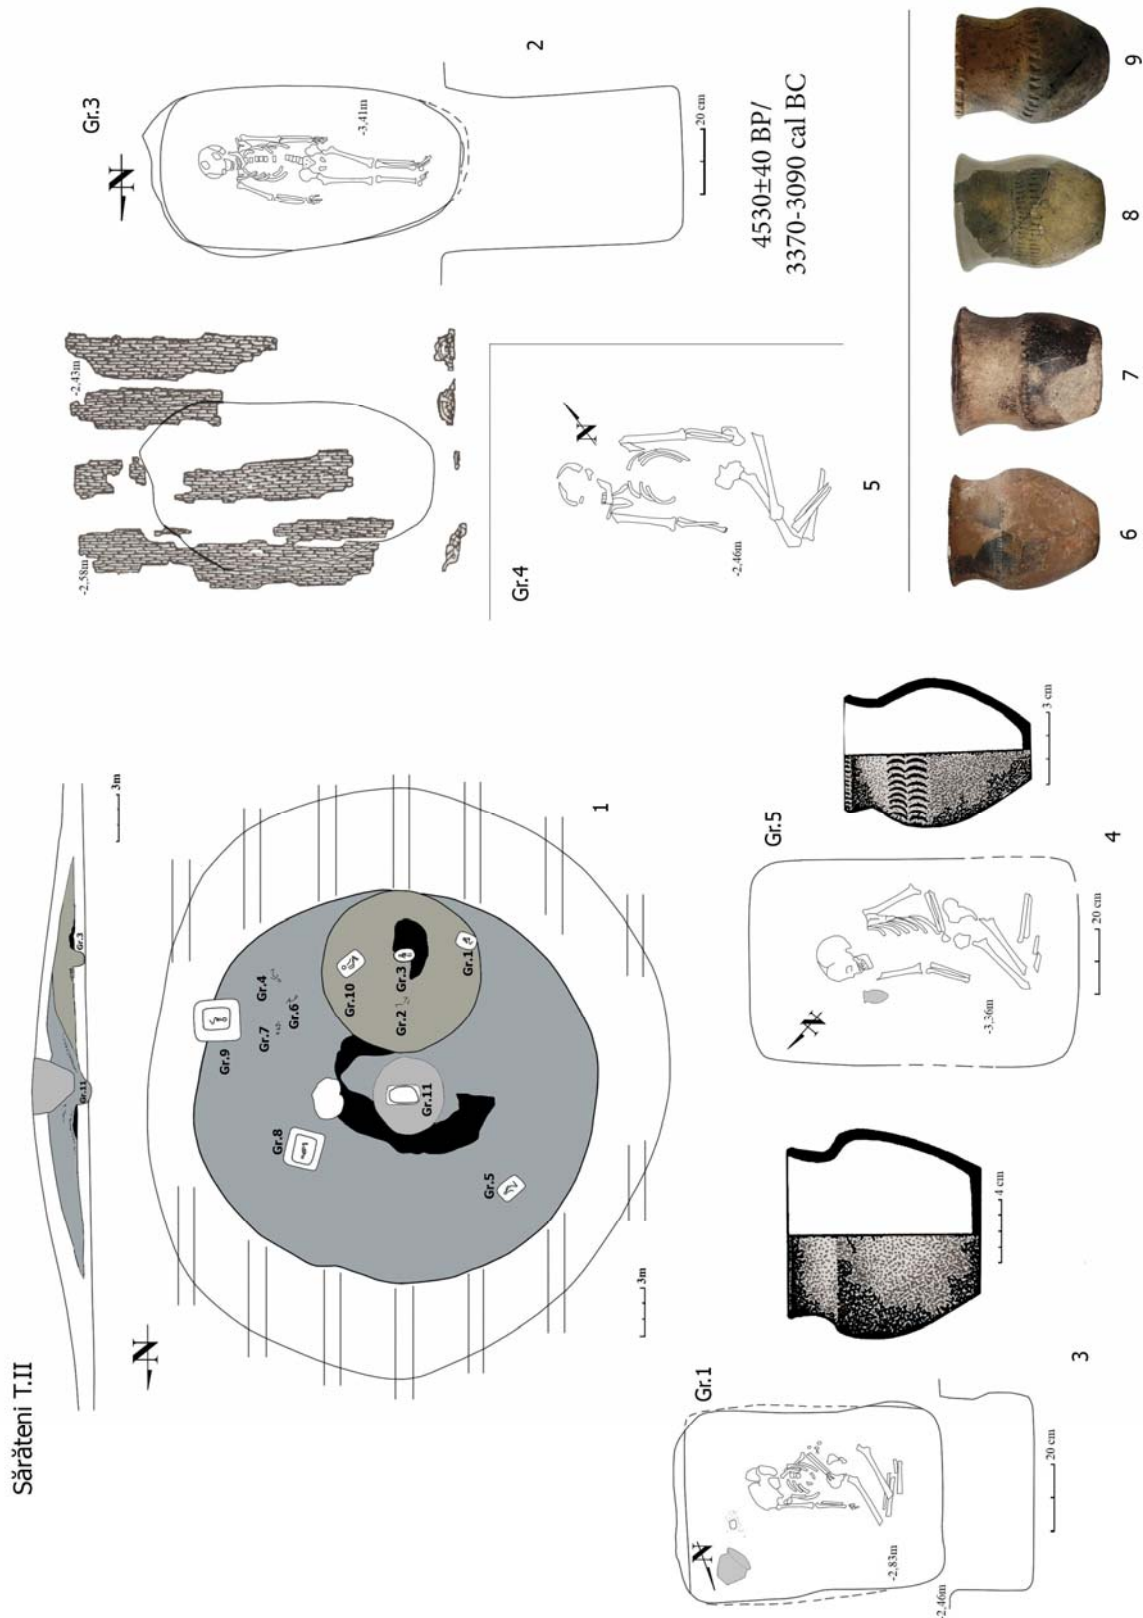 Sărăteni T.II
N
3m
Gr.3
Gr.11
Gr.4
Gr.6
Gr.7
Gr.9
Gr.10
Gr.3
Gr.1
Gr.2
Gr.8
Gr.11
Gr.5
3m
1
-2,58m
-2,43m
Gr.3
N
-3,41m
20 cm
2
4530±40 BP/
3370-3090 cal BC
Gr.4
N
-2,46m
5
Gr.1
N
-2,83m
-2,46m
20 cm
4 cm
3
Gr.5
N
-3,36m
20 cm
3 cm
4
6
7
8
9